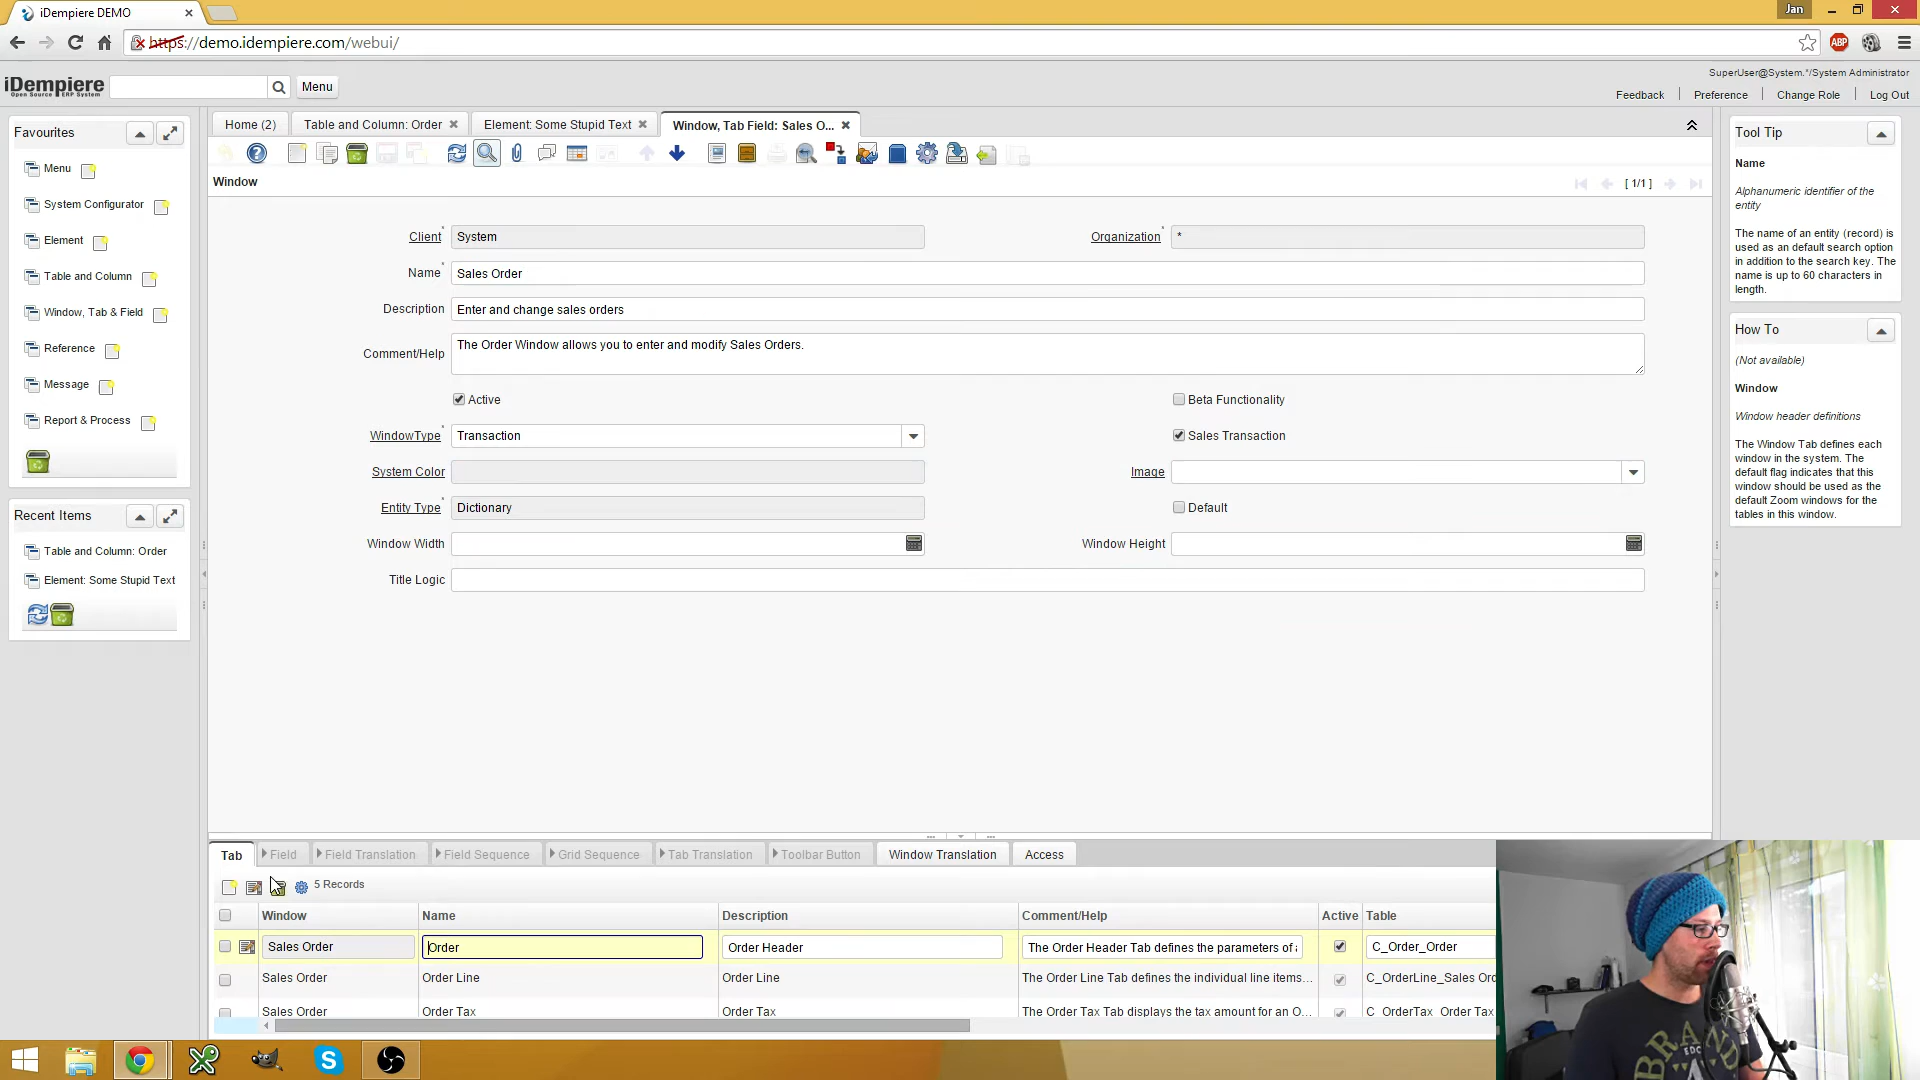 iDempiere DEMO
Jan
https://demo.idempiere.com/webui/
ABP
iDempiere
Open Source ERP System
Menu
SuperUser@System.*/System Administrator
Feedback
Preference
Change Role
Log Out
Favourites
Menu
System Configurator
Element
Table and Column
Window, Tab & Field
Reference
Message
Report & Process
Recent Items
Table and Column: Order
Element: Some Stupid Text
Home (2)
Table and Column: Order
Element: Some Stupid Text
Window, Tab Field: Sales O...
Window
[ 1/1 ]
Client
System
Organization
*
Name
Sales Order
Description
Enter and change sales orders
Comment/Help
The Order Window allows you to enter and modify Sales Orders.
Active
Beta Functionality
WindowType
Transaction
Sales Transaction
System Color
Image
Entity Type
Dictionary
Default
Window Width
Window Height
Title Logic
Tool Tip
Name
Alphanumeric identifier of the
entity
The name of an entity (record) is
used as an default search option
in addition to the search key. The
name is up to 60 characters in
length.
How To
(Not available)
Window
Window header definitions
The Window Tab defines each
window in the system. The
default flag indicates that this
window should be used as the
default Zoom windows for the
tables in this window.
Tab
Field
Field Translation
Field Sequence
Grid Sequence
Tab Translation
Toolbar Button
Window Translation
Access
5 Records
Window
Name
Description
Comment/Help
Active
Table
Sales Order
Order
Order Header
The Order Header Tab defines the parameters of
C_Order_Order
Sales Order
Order Line
Order Line
The Order Line Tab defines the individual line items...
C_OrderLine_Sales Ord
Sales Order
Order Tax
Order Tax
The Order Tax Tab displays the tax amount for an O...
C_OrderTax_Order Tax